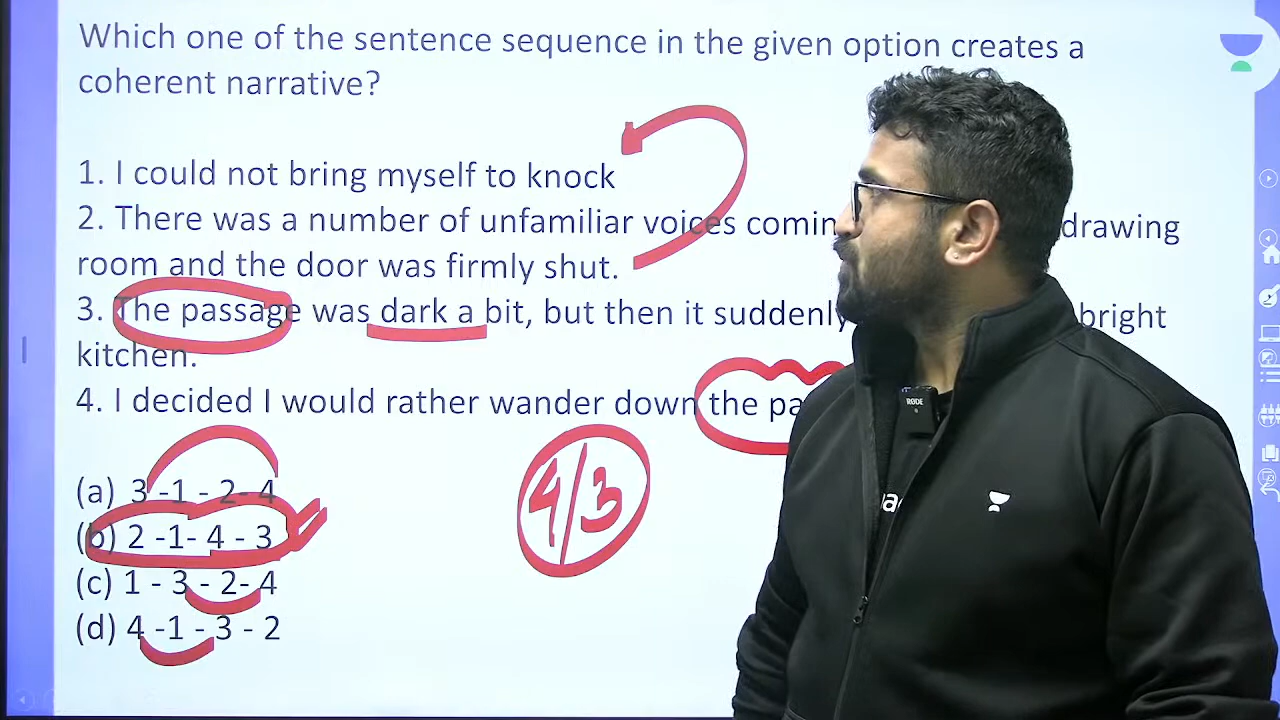 Which one of the sentence sequence in the given option creates a
coherent narrative?
1. I could not bring myself to knock
2. There was a number of unfamiliar voices drawing
room and the door was firmly shut.
3. The passage was dark a bit, but then it suddenly bright
kitchen.
4. I decided I would rather wander down the
4/3
(a) 3 -1 - 2- 4
(b) 2 -1- 4 - 3
(c) 1 - 3 - 2- 4
(d) 4 -1 - 3 - 2
RØDE